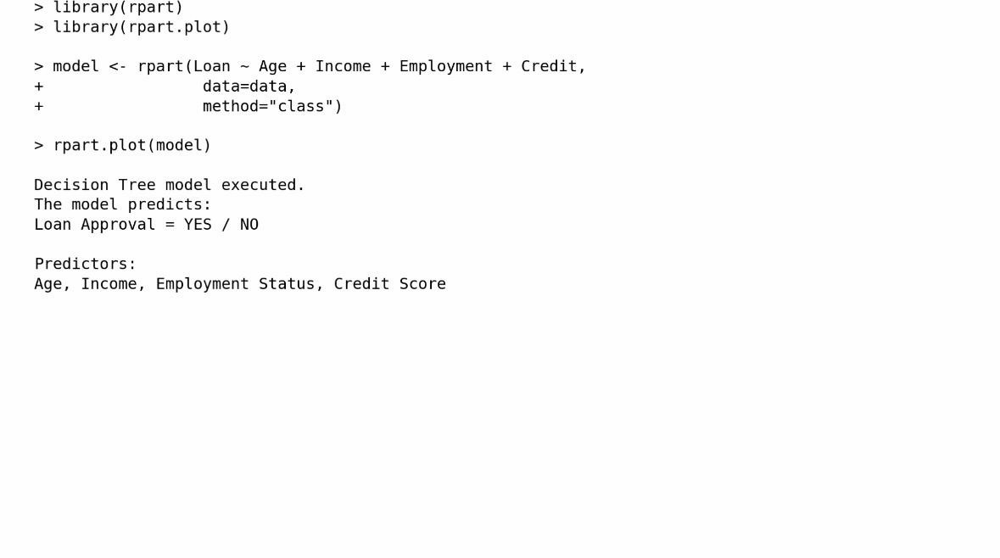 > library(rpart)
> library(rpart.plot)
> model <- rpart(Loan ~ Age + Income + Employment + Credit,
+                 data=data,
+                 method="class")
> rpart.plot(model)
Decision Tree model executed.
The model predicts:
Loan Approval = YES / NO
Predictors:
Age, Income, Employment Status, Credit Score